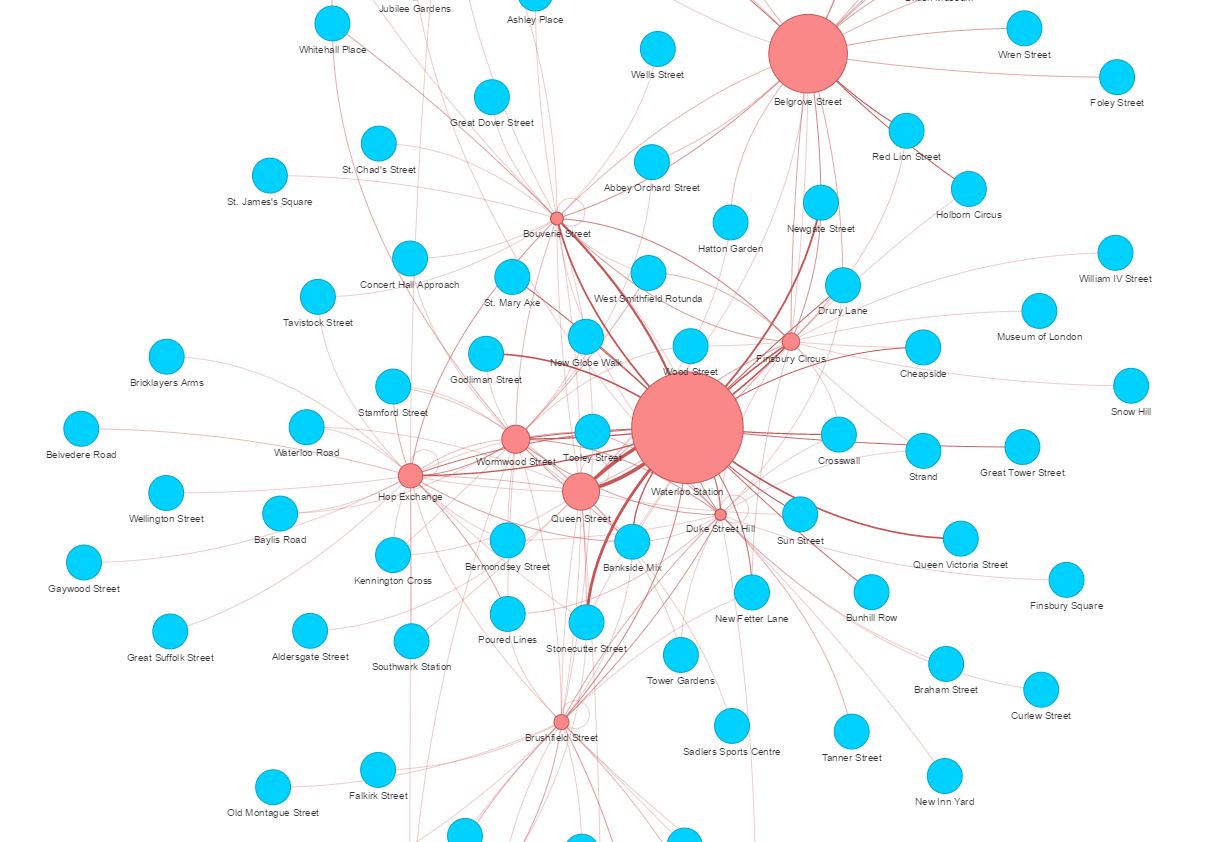 Jubilee Gardens
Ashley Place
Whitehall Place
Wren Street
Wells Street
Belgrove Street
Foley Street
Great Dover Street
Red Lion Street
St. Chad's Street
Abbey Orchard Street
St. James's Square
Holborn Circus
Newgate Street
Bouverie Street
Hatton Garden
William IV Street
Concert Hall Approach
West Smithfield Rotunda
St. Mary Axe
Drury Lane
Tavistock Street
Museum of London
Finsbury Circus
New Globe Walk
Wood Street
Cheapside
Godliman Street
Bricklayers Arms
Snow Hill
Stamford Street
Waterloo Road
Belvedere Road
Tooley Street
Wormwood Street
Crosswall
Great Tower Street
Strand
Waterloo Station
Hop Exchange
Queen Street
Wellington Street
Duke Street Hill
Baylis Road
Sun Street
Queen Victoria Street
Bermondsey Street
Bankside Mix
Kennington Cross
Gaywood Street
Finsbury Square
New Fetter Lane
Bunhill Row
Poured Lines
Stonecutter Street
Great Suffolk Street
Aldersgate Street
Southwark Station
Tower Gardens
Braham Street
Curlew Street
Brushfield Street
Sadlers Sports Centre
Tanner Street
Falkirk Street
New Inn Yard
Old Montague Street